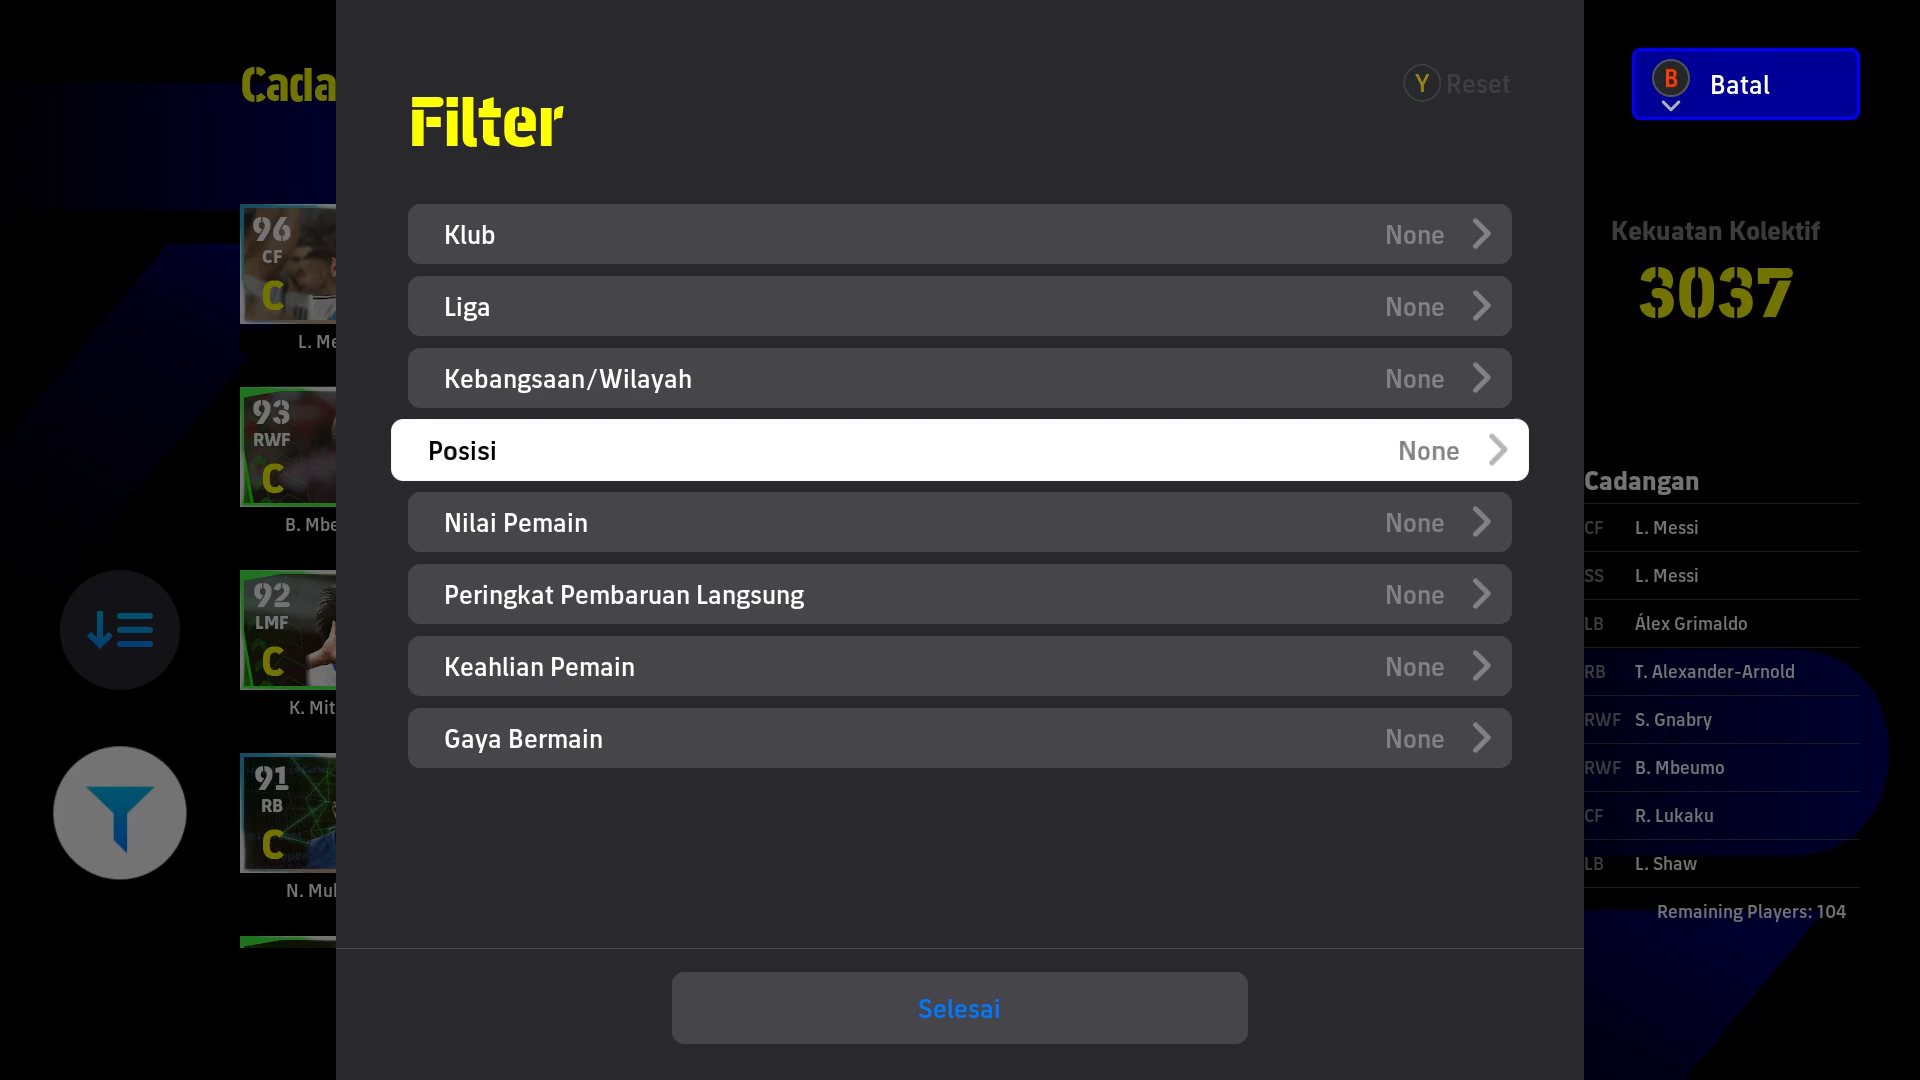 Cada
Filter
Y Reset
B Batal
Klub None
Liga None
Kebangsaan/Wilayah None
Posisi None
Nilai Pemain None
Peringkat Pembaruan Langsung None
Keahlian Pemain None
Gaya Bermain None
Selesai
96
CF
C
L. Me
93
RWF
C
B. Mbe
92
LMF
C
K. Mit
91
RB
C
N. Muk
Kekuatan Kolektif
3037
Cadangan
CF L. Messi
SS L. Messi
LB Álex Grimaldo
RB T. Alexander-Arnold
RWF S. Gnabry
RWF B. Mbeumo
CF R. Lukaku
LB L. Shaw
Remaining Players: 104